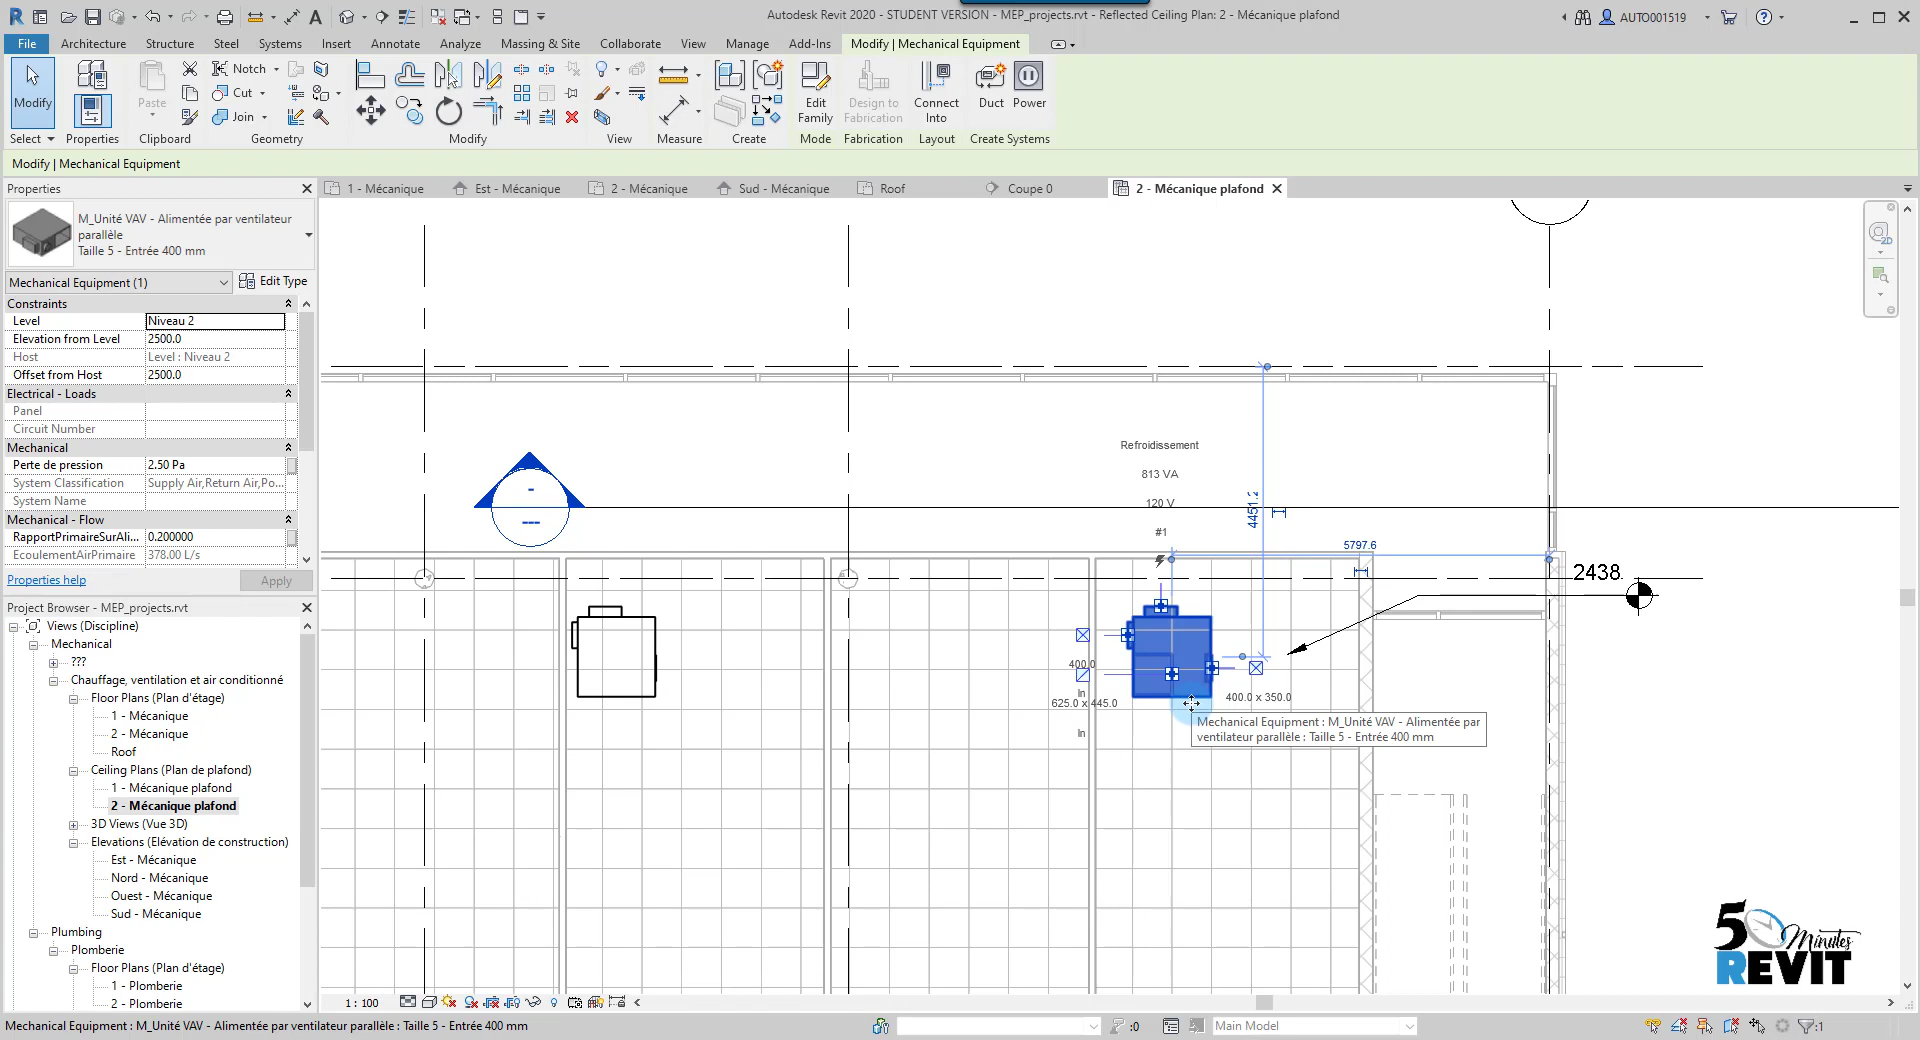 Autodesk Revit 2020 - STUDENT VERSION - MEP_projects.rvt - Reflected Ceiling Plan: 2 - Mécanique plafond
AUTO001519
File Architecture Structure Steel Systems Insert Annotate Analyze Massing & Site Collaborate View Manage Add-Ins Modify | Mechanical Equipment
Modify
Paste
Notch
Cut
Join
Edit Family
Design to Fabrication
Connect Into
Duct
Power
Select Properties Clipboard Geometry Modify View Measure Create Mode Fabrication Layout Create Systems
Modify | Mechanical Equipment
Properties
1 - Mécanique
Est - Mécanique
2 - Mécanique
Sud - Mécanique
Roof
Coupe 0
2 - Mécanique plafond
M_Unité VAV - Alimentée par ventilateur
parallèle
Taille 5 - Entrée 400 mm
Mechanical Equipment (1)
Edit Type
Constraints
Level Niveau 2
Elevation from Level 2500.0
Host Level : Niveau 2
Offset from Host 2500.0
Electrical - Loads
Panel
Circuit Number
Mechanical
Perte de pression 2.50 Pa
System Classification Supply Air,Return Air,Po...
System Name
Mechanical - Flow
RapportPrimaireSurAli... 0.200000
EcoulementAirPrimaire 378.00 L/s
Properties help
Apply
Project Browser - MEP_projects.rvt
Views (Discipline)
Mechanical
???
Chauffage, ventilation et air conditionné
Floor Plans (Plan d'étage)
1 - Mécanique
2 - Mécanique
Roof
Ceiling Plans (Plan de plafond)
1 - Mécanique plafond
2 - Mécanique plafond
3D Views (Vue 3D)
Elevations (Elévation de construction)
Est - Mécanique
Nord - Mécanique
Ouest - Mécanique
Sud - Mécanique
Plumbing
Plomberie
Floor Plans (Plan d'étage)
1 - Plomberie
2 - Plomberie
Refroidissement
813 VA
120 V
#1
4451.2
5797.6
2438.
400.0
In
625.0 x 445.0
In
400.0 x 350.0
Mechanical Equipment : M_Unité VAV - Alimentée par
ventilateur parallèle : Taille 5 - Entrée 400 mm
5 Minutes
REVIT
1 : 100
Mechanical Equipment : M_Unité VAV - Alimentée par ventilateur parallèle : Taille 5 - Entrée 400 mm
:0
Main Model
:1